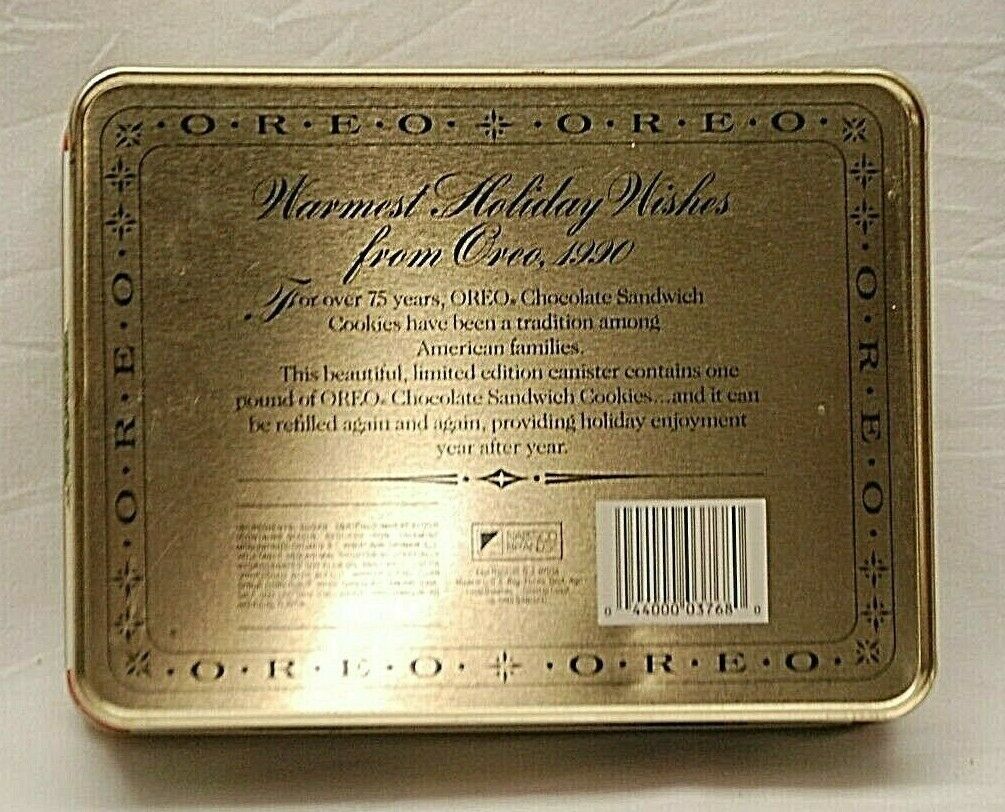 ·O·R·E·O· ·O·R·E·O·
Warmest Holiday Wishes
from Oreo, 1990
For over 75 years, OREO® Chocolate Sandwich
Cookies have been a tradition among
American families.
This beautiful, limited edition canister contains one
pound of OREO® Chocolate Sandwich Cookies...and it can
be refilled again and again, providing holiday enjoyment
year after year.
O·R·E·O
O·R·E·O
INGREDIENTS: SUGAR
0 44000 03768 0
·O·R·E·O· ·O·R·E·O·